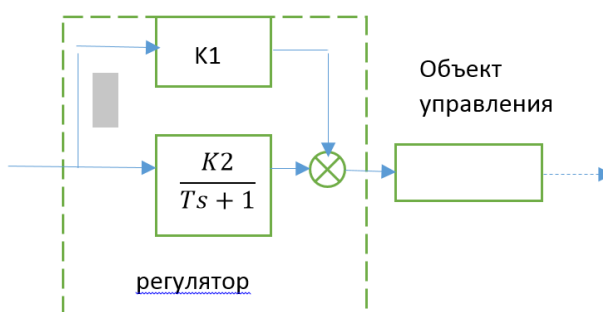 K1
Объект
управления
K2
Ts + 1
регулятор